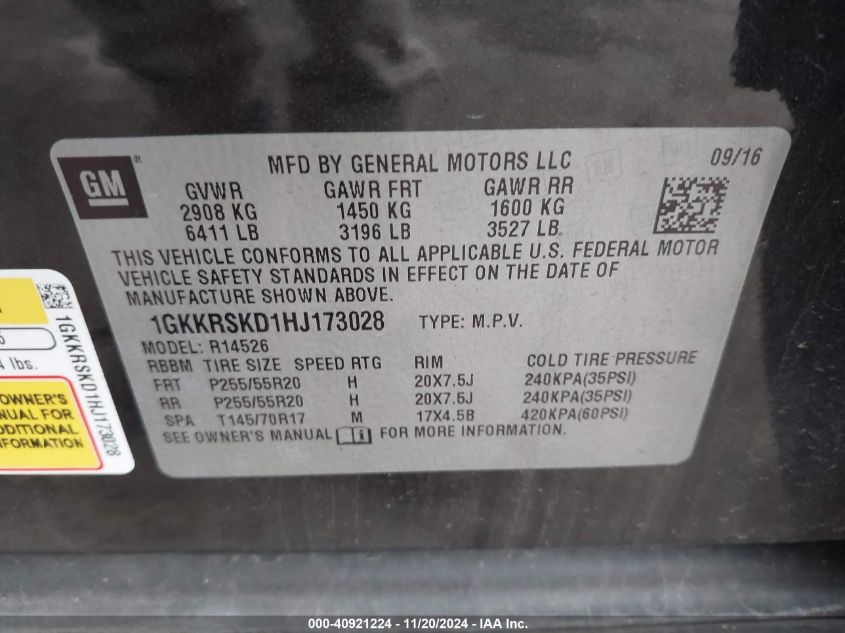 GM
MFD BY GENERAL MOTORS LLC
09/16
GVWR GAWR FRT GAWR RR
2908 KG 1450 KG 1600 KG
6411 LB 3196 LB 3527 LB
THIS VEHICLE CONFORMS TO ALL APPLICABLE U.S. FEDERAL MOTOR
VEHICLE SAFETY STANDARDS IN EFFECT ON THE DATE OF
MANUFACTURE SHOWN ABOVE.
1GKKRSKD1HJ173028 TYPE: M.P.V.
MODEL: R14526
RBBM TIRE SIZE SPEED RTG RIM COLD TIRE PRESSURE
FRT P255/55R20 H 20X7.5J 240KPA(35PSI)
RR P255/55R20 H 20X7.5J 240KPA(35PSI)
SPA T145/70R17 M 17X4.5B 420KPA(60PSI)
SEE OWNER'S MANUAL FOR MORE INFORMATION.
lbs.
1GKKRSKD1HJ173028
OWNER'S
MANUAL FOR
ADDITIONAL
INFORMATION
000-40921224 - 11/20/2024 - IAA Inc.